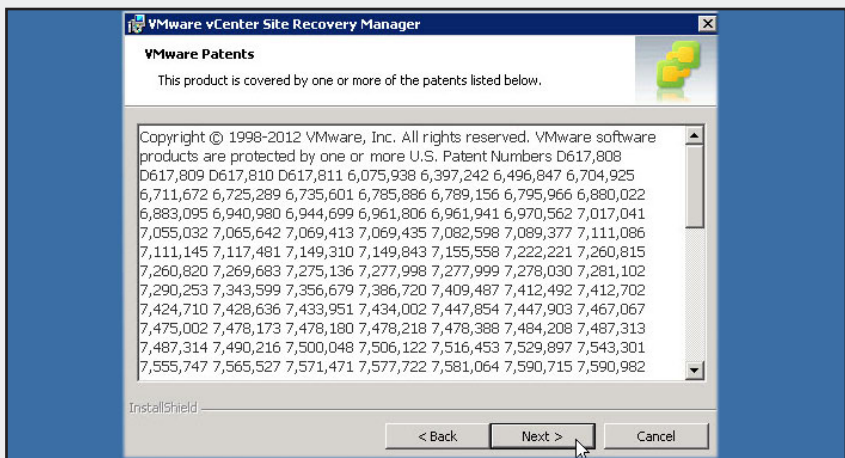 VMware vCenter Site Recovery Manager
VMware Patents
This product is covered by one or more of the patents listed below.
Copyright © 1998-2012 VMware, Inc. All rights reserved. VMware software
products are protected by one or more U.S. Patent Numbers D617,808
D617,809 D617,810 D617,811 6,075,938 6,397,242 6,496,847 6,704,925
6,711,672 6,725,289 6,735,601 6,785,886 6,789,156 6,795,966 6,880,022
6,883,095 6,940,980 6,944,699 6,961,806 6,961,941 6,970,562 7,017,041
7,055,032 7,065,642 7,069,413 7,069,435 7,082,598 7,089,377 7,111,086
7,111,145 7,117,481 7,149,310 7,149,843 7,155,558 7,222,221 7,260,815
7,260,820 7,269,683 7,275,136 7,277,998 7,277,999 7,278,030 7,281,102
7,290,253 7,343,599 7,356,679 7,386,720 7,409,487 7,412,492 7,412,702
7,424,710 7,428,636 7,433,951 7,434,002 7,447,854 7,447,903 7,467,067
7,475,002 7,478,173 7,478,180 7,478,218 7,478,388 7,484,208 7,487,313
7,487,314 7,490,216 7,500,048 7,506,122 7,516,453 7,529,897 7,543,301
7,555,747 7,565,527 7,571,471 7,577,722 7,581,064 7,590,715 7,590,982
InstallShield
< Back Next > Cancel